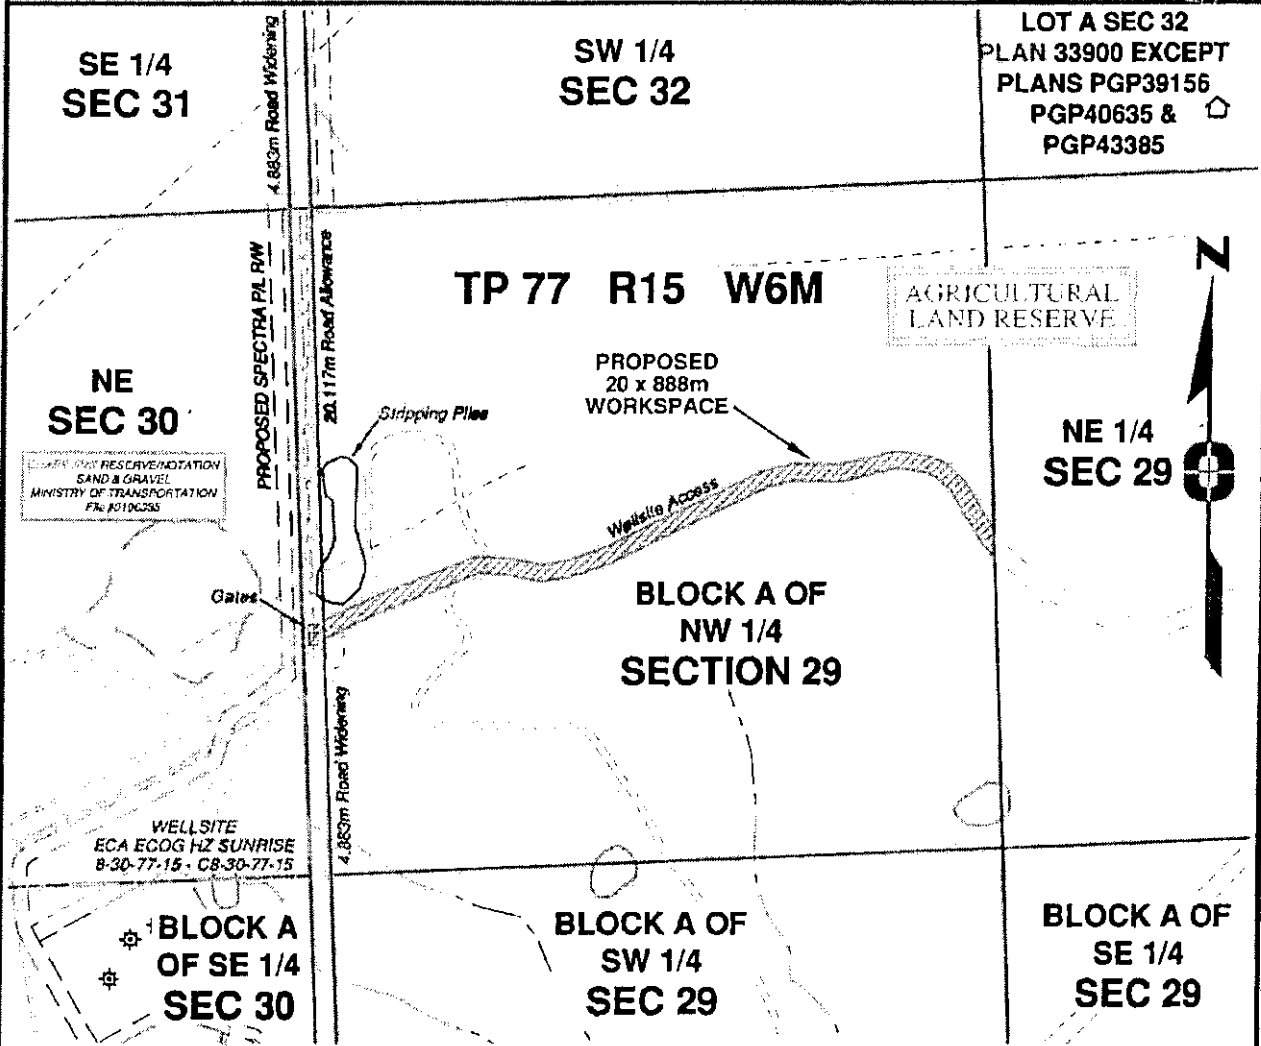 SE 1/4
SEC 31
4.883m Road Widening
SW 1/4
SEC 32
LOT A SEC 32
PLAN 33900 EXCEPT
PLANS PGP39156
PGP40635 &
PGP43385
PROPOSED SPECTRA P/L R/W
20.117m Road Allowance
TP 77 R15 W6M
AGRICULTURAL
LAND RESERVE
N
NE
SEC 30
RESERVE/NOTATION
SAND & GRAVEL
MINISTRY OF TRANSPORTATION
File
Stripping Piles
PROPOSED
20 x 888m
WORKSPACE
NE 1/4
SEC 29
Wellsite Access
Gates
BLOCK A OF
NW 1/4
SECTION 29
4.883m Road Widening
WELLSITE
ECA ECOG HZ SUNRISE
8-30-77-15 - C8-30-77-15
BLOCK A
OF SE 1/4
SEC 30
BLOCK A OF
SW 1/4
SEC 29
BLOCK A OF
SE 1/4
SEC 29